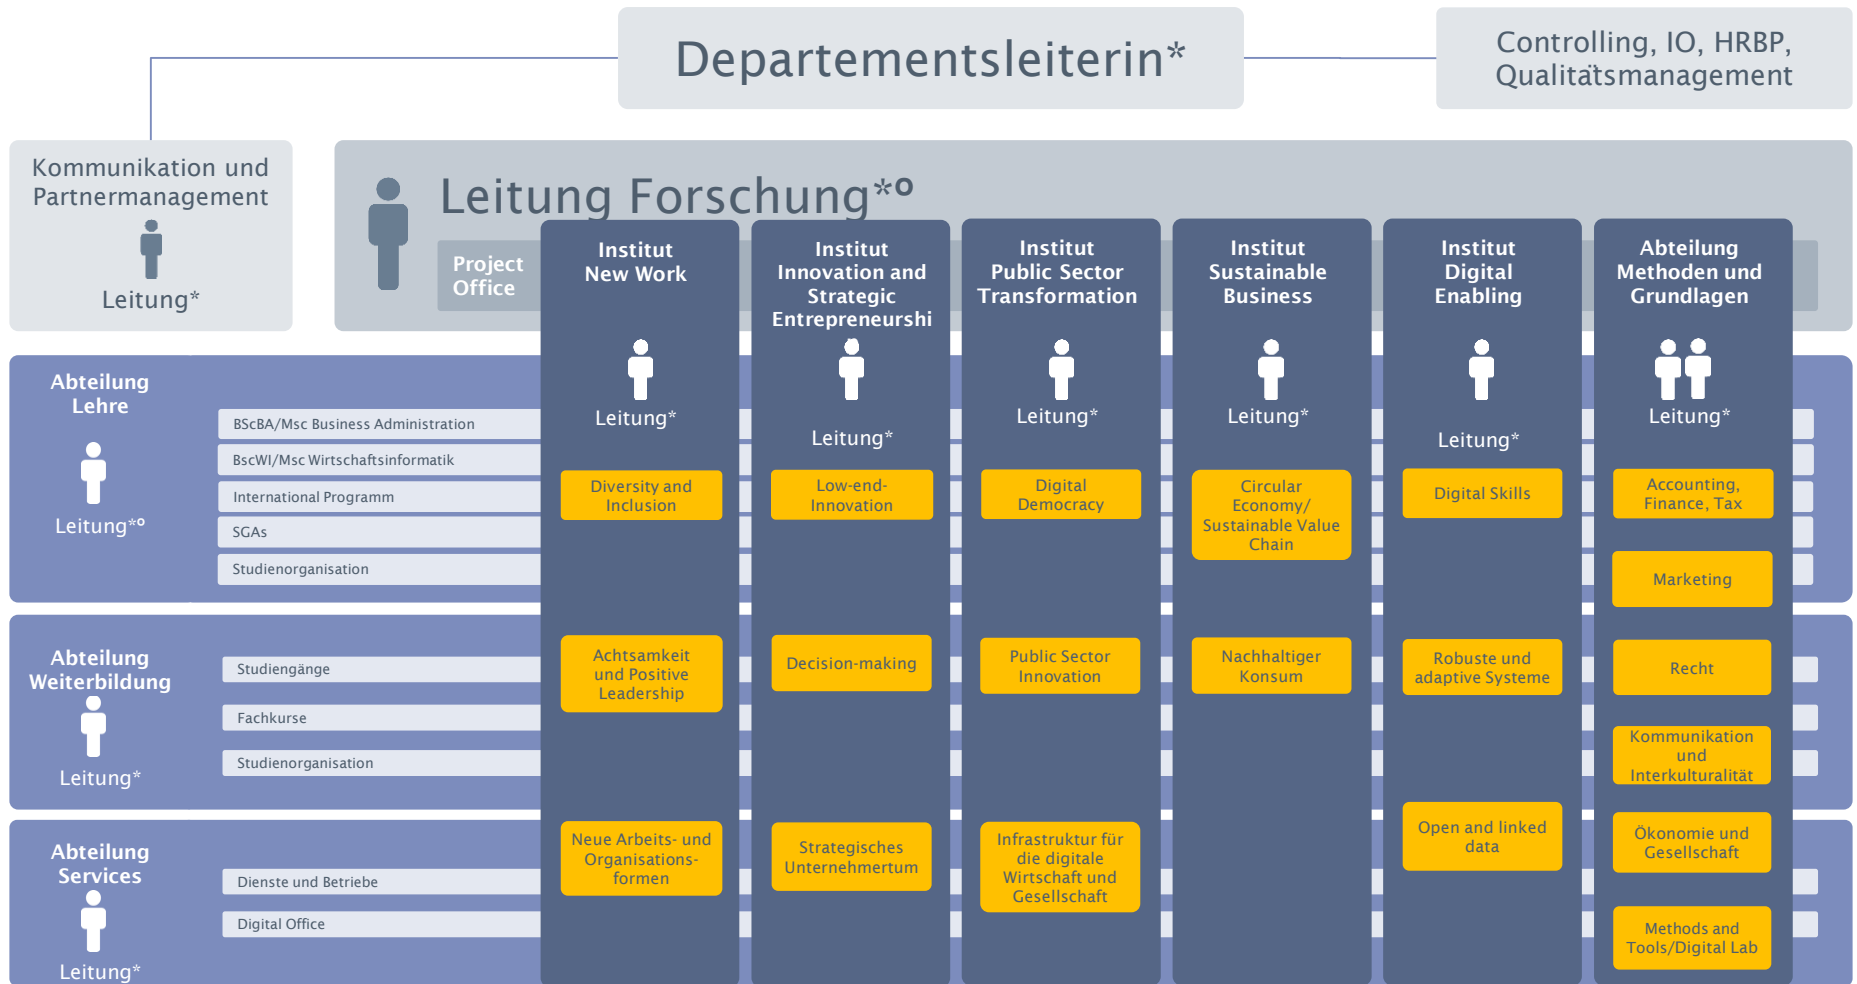 Departementsleiterin*
Controlling, IO, HRBP,
Qualitätsmanagement
Kommunikation und
Partnermanagement
Leitung*
Leitung Forschung*º
Project
Office
Institut
New Work
Leitung*
Diversity and
Inclusion
Achtsamkeit
und Positive
Leadership
Neue Arbeits- und
Organisations-
formen
Institut
Innovation and
Strategic
Entrepreneurshi
Leitung*
Low-end-
Innovation
Decision-making
Strategisches
Unternehmertum
Institut
Public Sector
Transformation
Leitung*
Digital
Democracy
Public Sector
Innovation
Infrastruktur für
die digitale
Wirtschaft und
Gesellschaft
Institut
Sustainable
Business
Leitung*
Circular
Economy/
Sustainable Value
Chain
Nachhaltiger
Konsum
Institut
Digital
Enabling
Leitung*
Digital Skills
Robuste und
adaptive Systeme
Open and linked
data
Abteilung
Methoden und
Grundlagen
Leitung*
Accounting,
Finance, Tax
Marketing
Recht
Kommunikation
und
Interkulturalität
Ökonomie und
Gesellschaft
Methods and
Tools/Digital Lab
Abteilung
Lehre
Leitung*º
BScBA/Msc Business Administration
BscWI/Msc Wirtschaftsinformatik
International Programm
SGAs
Studienorganisation
Abteilung
Weiterbildung
Leitung*
Studiengänge
Fachkurse
Studienorganisation
Abteilung
Services
Leitung*
Dienste und Betriebe
Digital Office